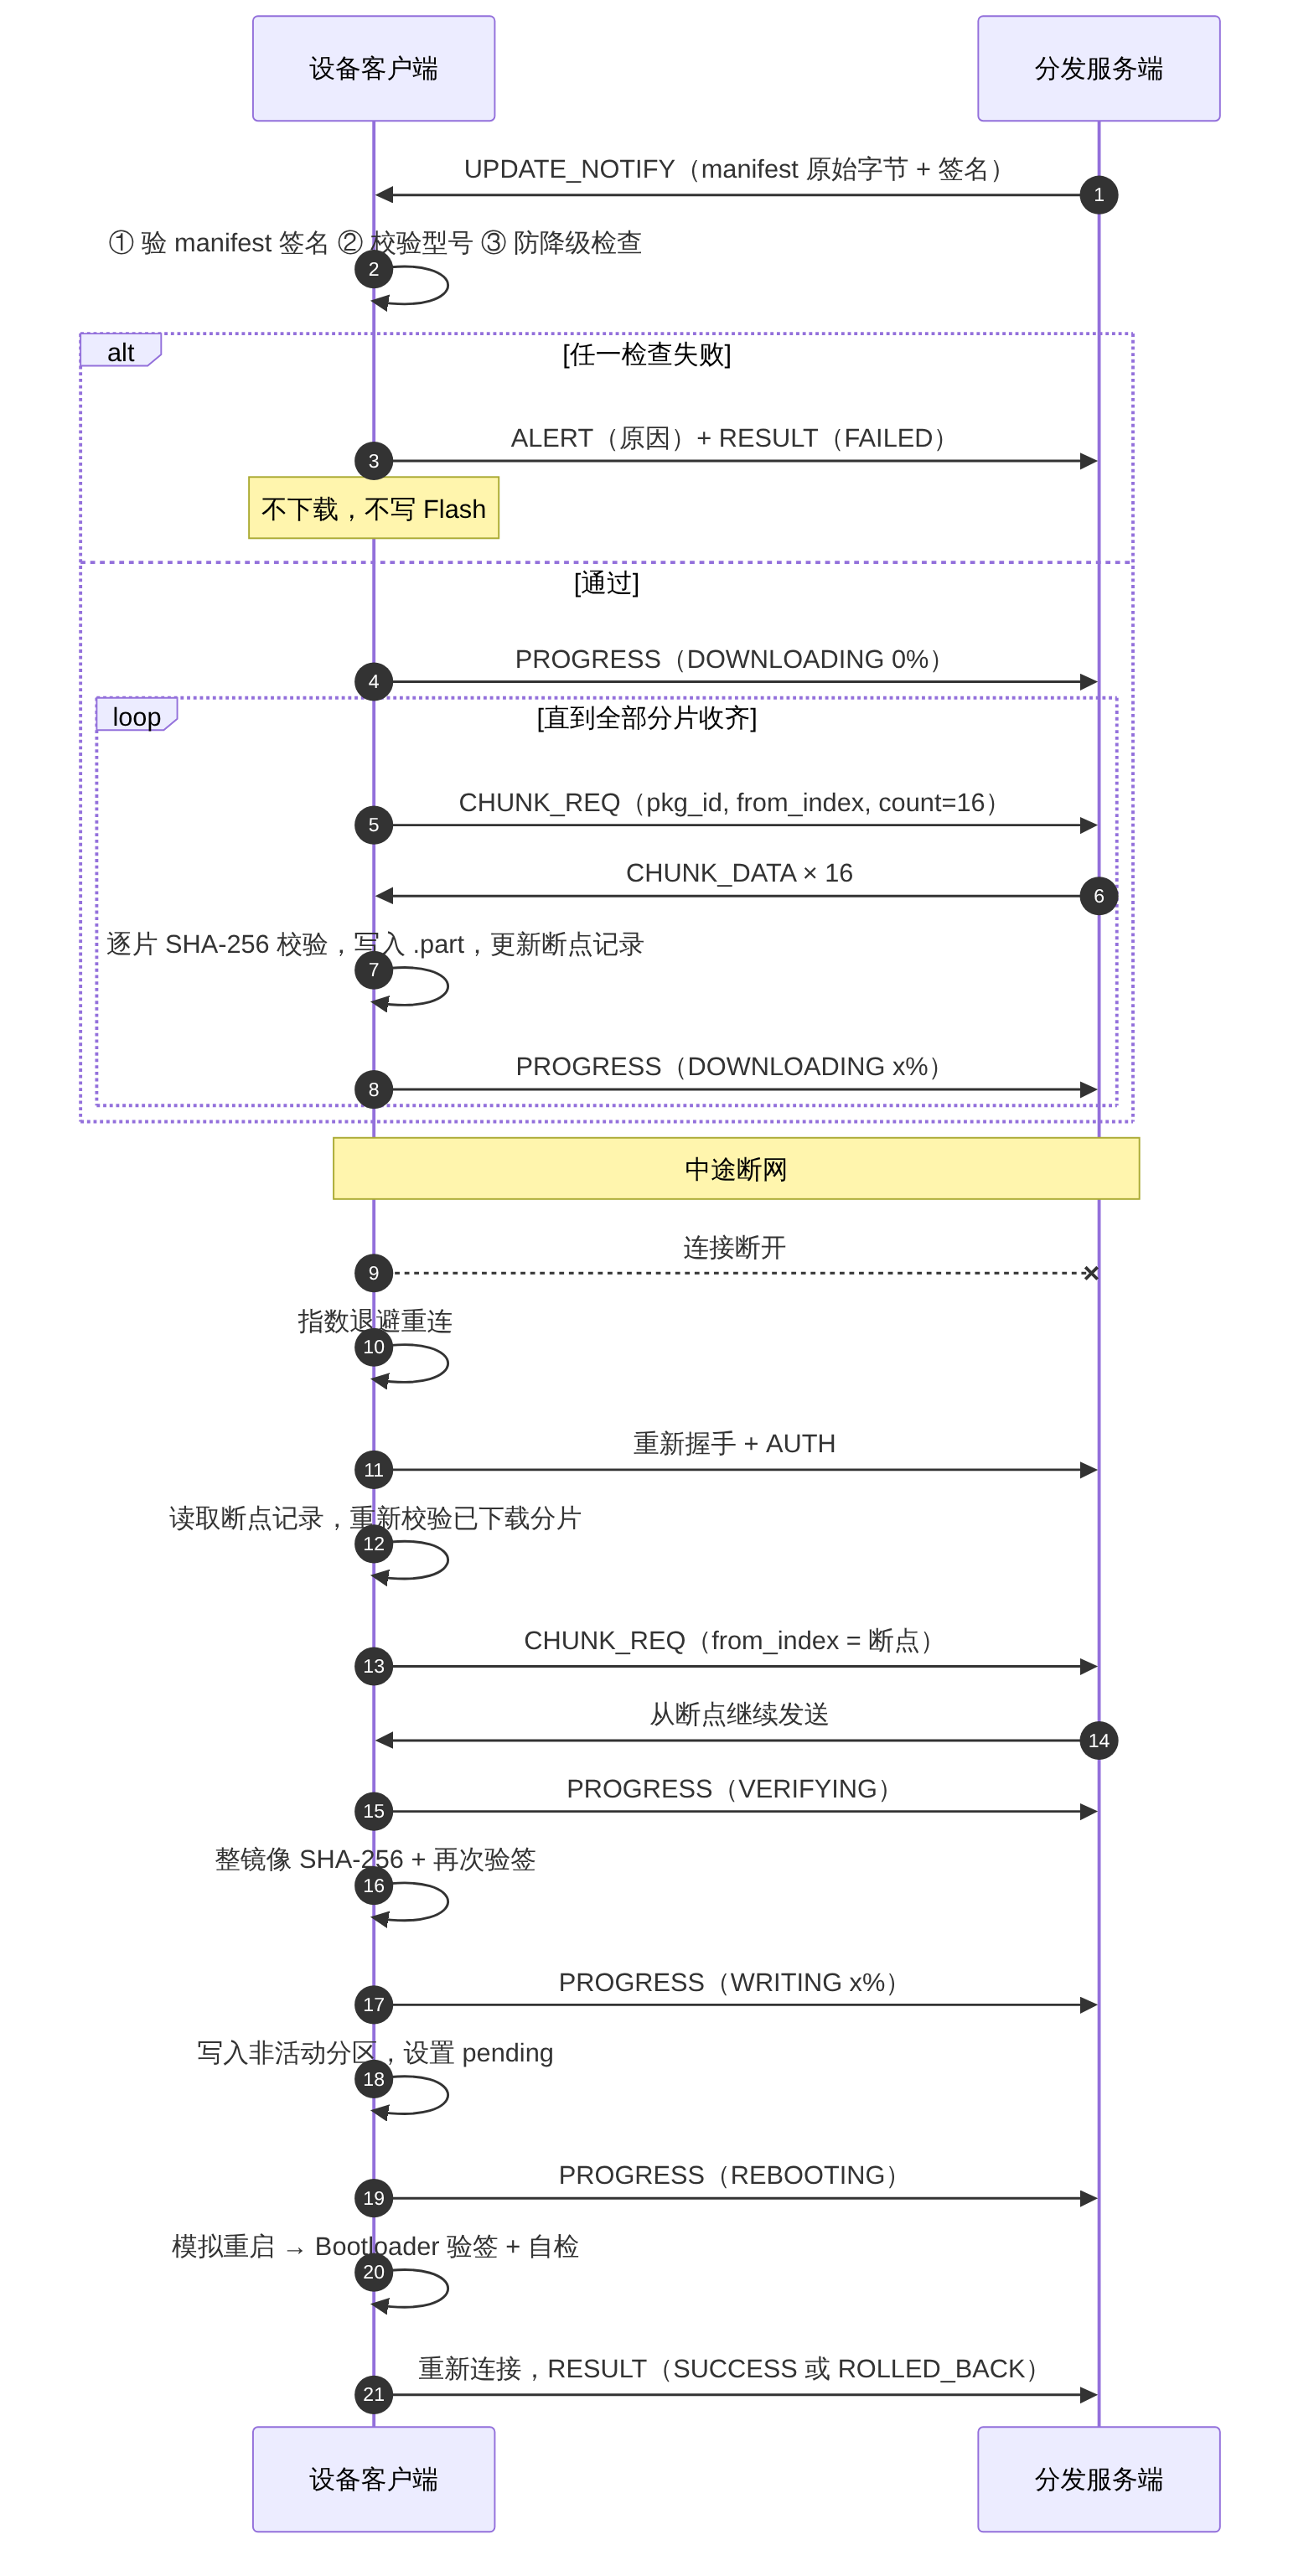 设备客户端
分发服务端
UPDATE_NOTIFY（manifest 原始字节 + 签名）
1
① 验 manifest 签名 ② 校验型号 ③ 防降级检查
2
alt
[任一检查失败]
ALERT（原因）+ RESULT（FAILED）
3
不下载，不写 Flash
[通过]
PROGRESS（DOWNLOADING 0%）
4
loop
[直到全部分片收齐]
CHUNK_REQ（pkg_id, from_index, count=16）
5
CHUNK_DATA × 16
6
逐片 SHA-256 校验，写入 .part，更新断点记录
7
PROGRESS（DOWNLOADING x%）
8
中途断网
连接断开
9
指数退避重连
10
重新握手 + AUTH
11
读取断点记录，重新校验已下载分片
12
CHUNK_REQ（from_index = 断点）
13
从断点继续发送
14
PROGRESS（VERIFYING）
15
整镜像 SHA-256 + 再次验签
16
PROGRESS（WRITING x%）
17
写入非活动分区，设置 pending
18
PROGRESS（REBOOTING）
19
模拟重启 → Bootloader 验签 + 自检
20
重新连接，RESULT（SUCCESS 或 ROLLED_BACK）
21
设备客户端
分发服务端